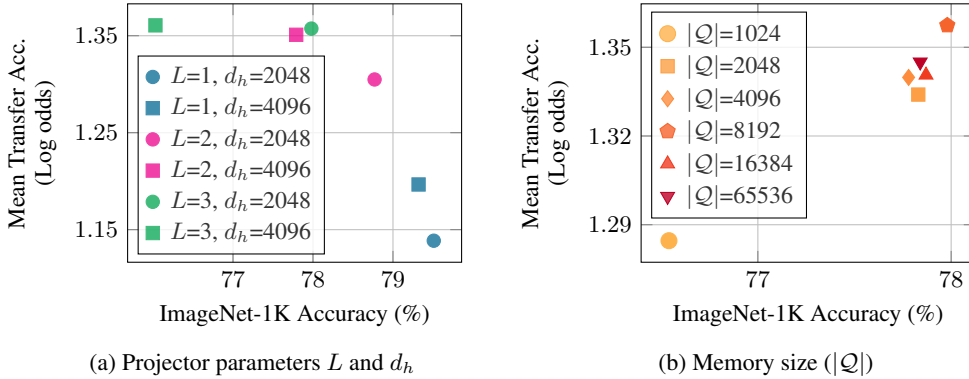 1.35
1.25
1.15
77
78
79
Mean Transfer Acc.
(Log odds)
ImageNet-1K Accuracy (%)
L=1, d_h=2048
L=1, d_h=4096
L=2, d_h=2048
L=2, d_h=4096
L=3, d_h=2048
L=3, d_h=4096
(a) Projector parameters L and d_h
1.35
1.32
1.29
77
78
Mean Transfer Acc.
(Log odds)
ImageNet-1K Accuracy (%)
|𝒬|=1024
|𝒬|=2048
|𝒬|=4096
|𝒬|=8192
|𝒬|=16384
|𝒬|=65536
(b) Memory size (|𝒬|)